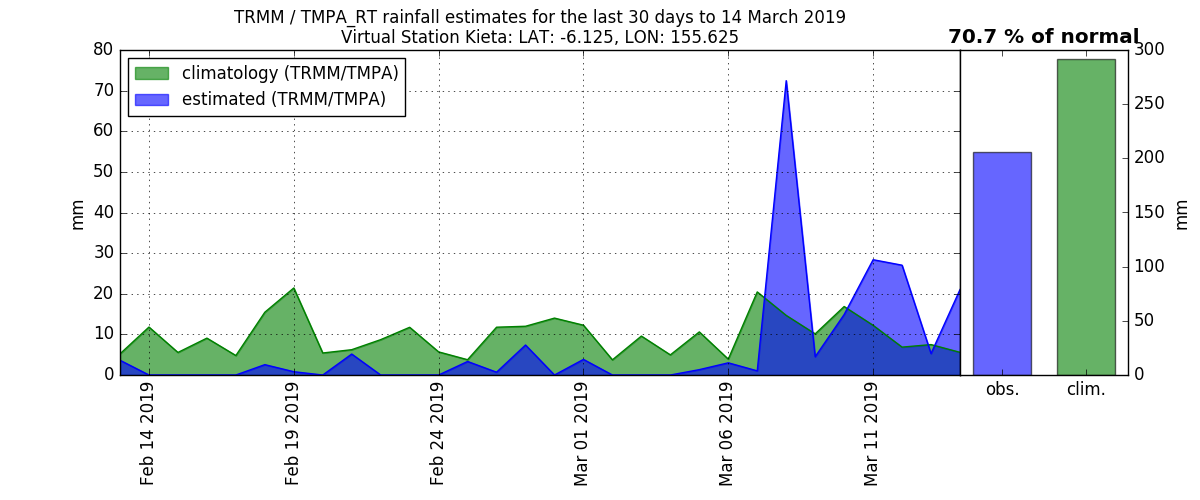 TRMM / TMPA_RT rainfall estimates for the last 30 days to 14 March 2019
Virtual Station Kieta: LAT: -6.125, LON: 155.625
70.7 % of normal
climatology (TRMM/TMPA)
estimated (TRMM/TMPA)
80
70
60
50
40
30
20
10
0
mm
Feb 14 2019
Feb 19 2019
Feb 24 2019
Mar 01 2019
Mar 06 2019
Mar 11 2019
300
250
200
150
100
50
0
mm
obs.
clim.